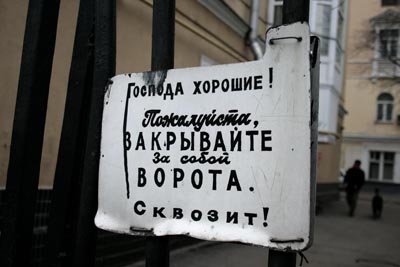 Господа хорошие!
Пожалуйста,
ЗАКРЫВАЙТЕ
За собой
ВОРОТА.
Сквозит!